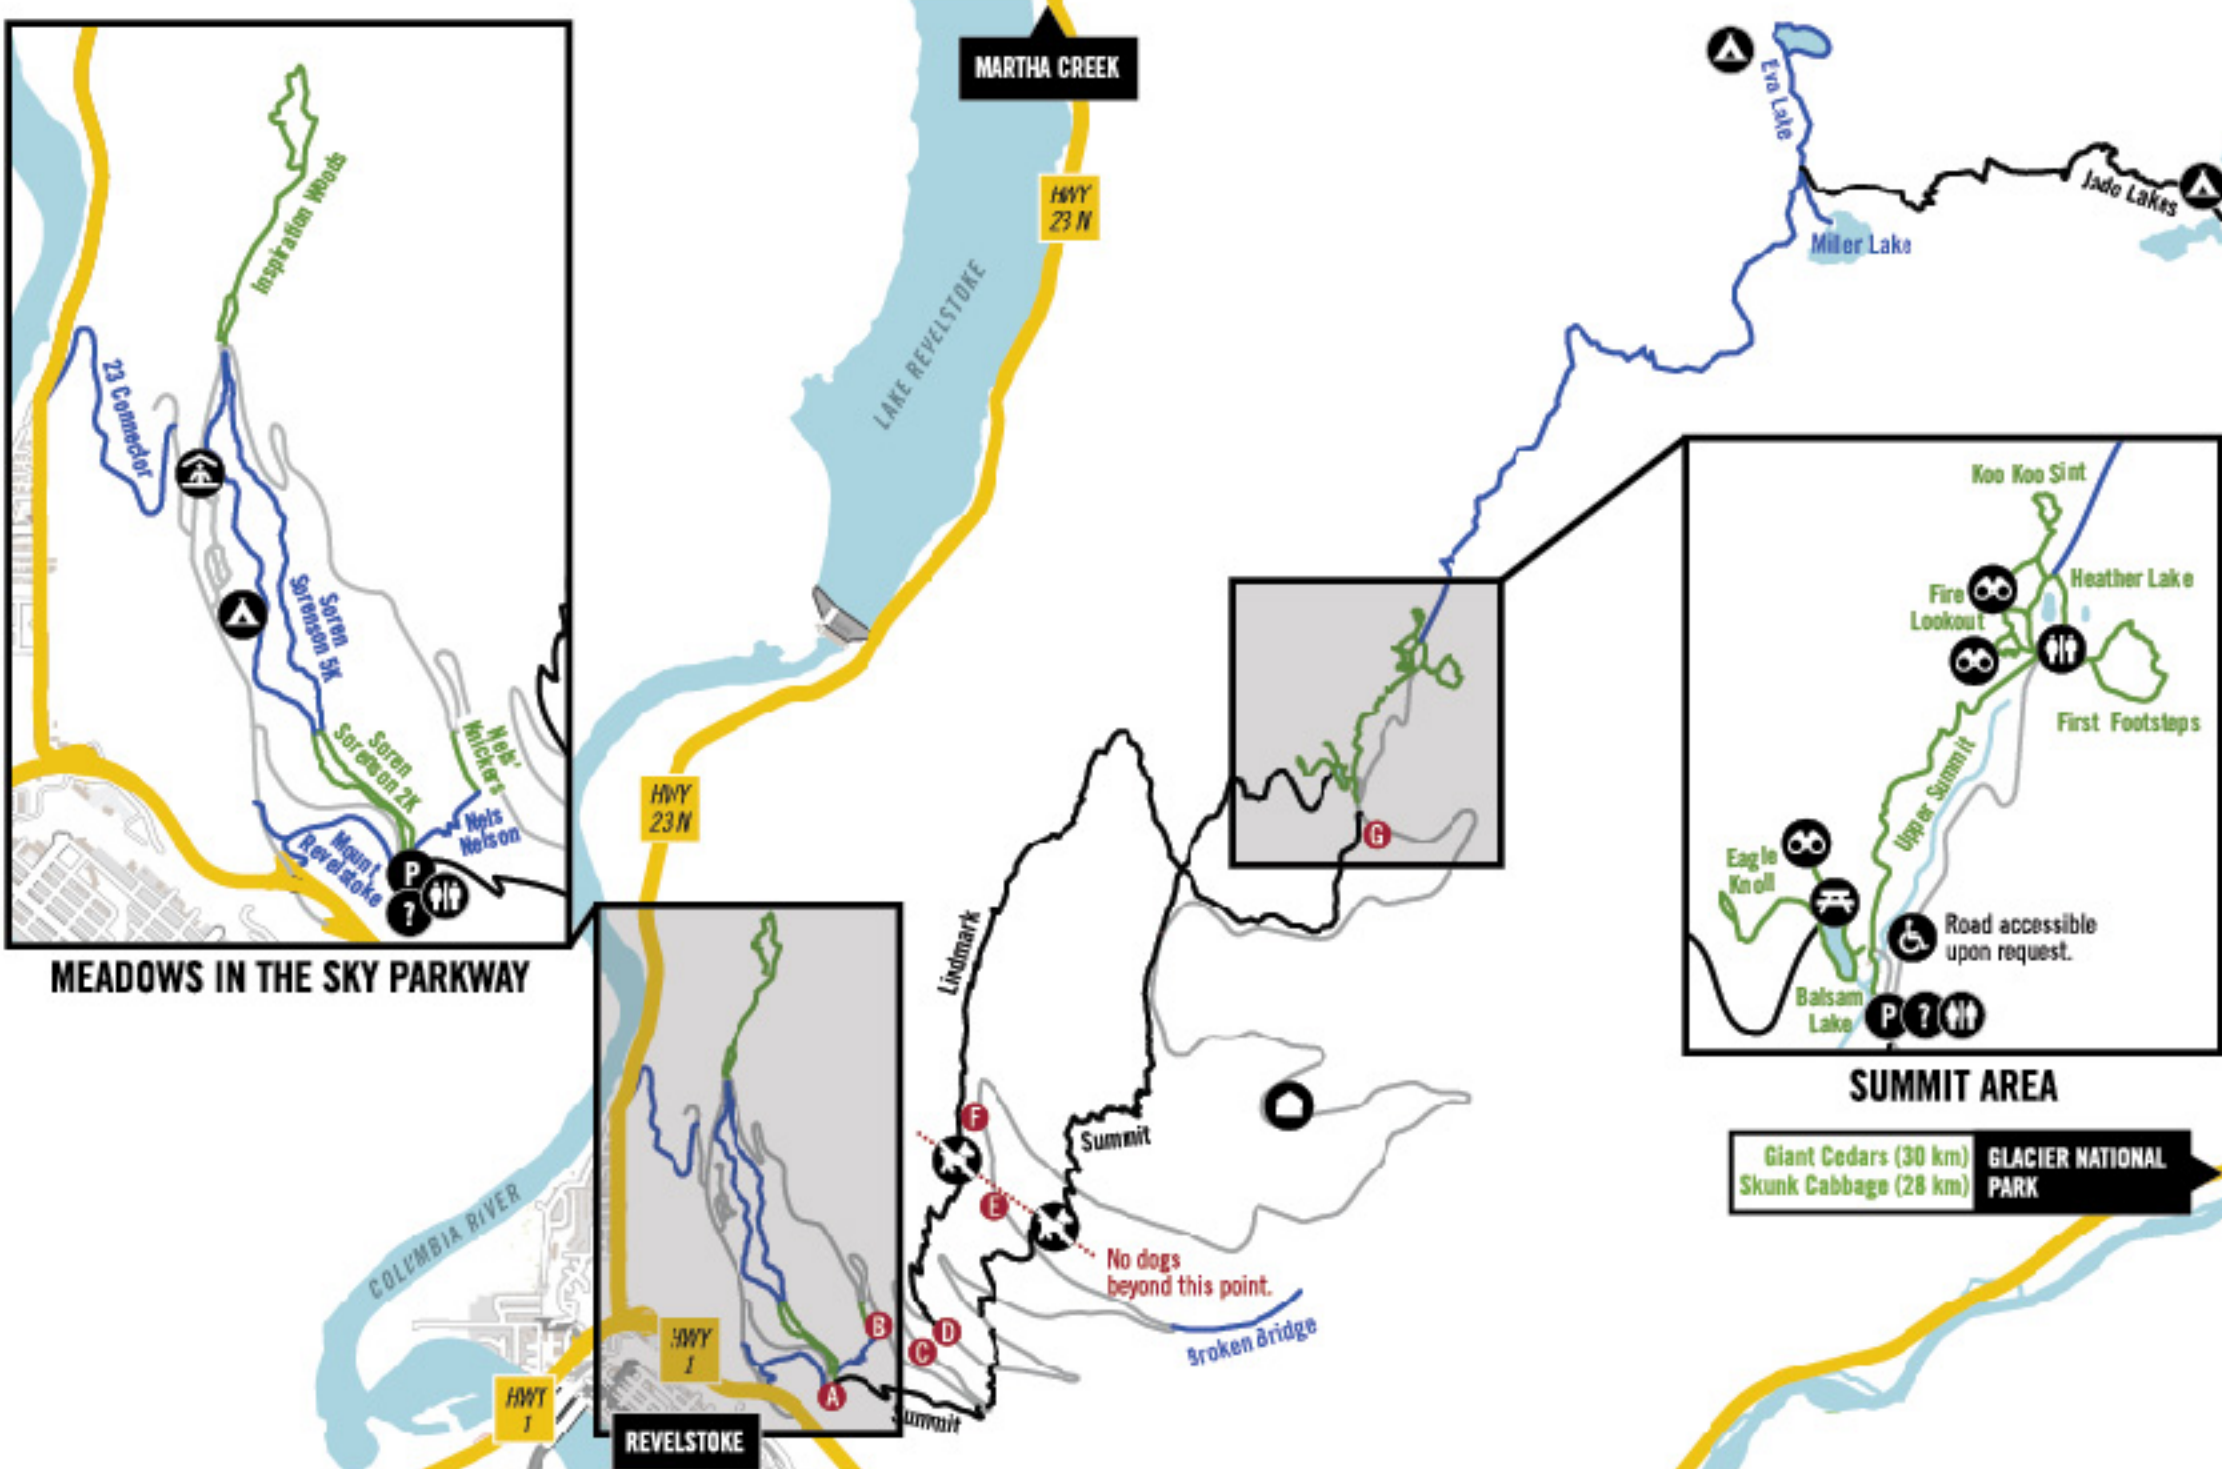 MARTHA CREEK
HWY
23 N
LAKE REVELSTOKE
Eva Lake
Jade Lakes
Miller Lake
Inspiration Woods
23 Connector
Soren
Sorenson 5K
Soren
Sorenson 2K
Nels'
Knickers
Nels
Nelson
Mount
Revelstoke
P
?
MEADOWS IN THE SKY PARKWAY
Koo Koo Sint
Heather Lake
Fire
Lookout
First Footsteps
Upper Summit
Eagle
Knoll
Road accessible
upon request.
Balsam
Lake
P
?
SUMMIT AREA
Giant Cedars (30 km)
Skunk Cabbage (28 km)
GLACIER NATIONAL
PARK
HWY
23 N
G
Lindmark
F
Summit
E
No dogs
beyond this point.
Broken Bridge
COLUMBIA RIVER
B
D
C
A
Summit
HWY
1
HWY
1
REVELSTOKE